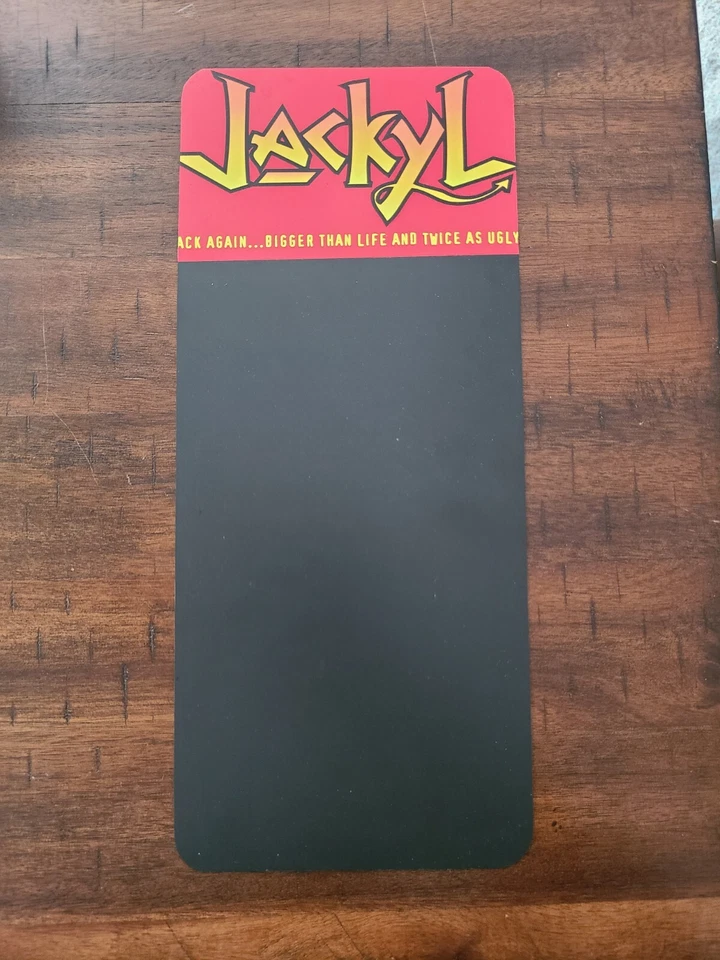 JackyL
ACK AGAIN...BIGGER THAN LIFE AND TWICE AS UGLY